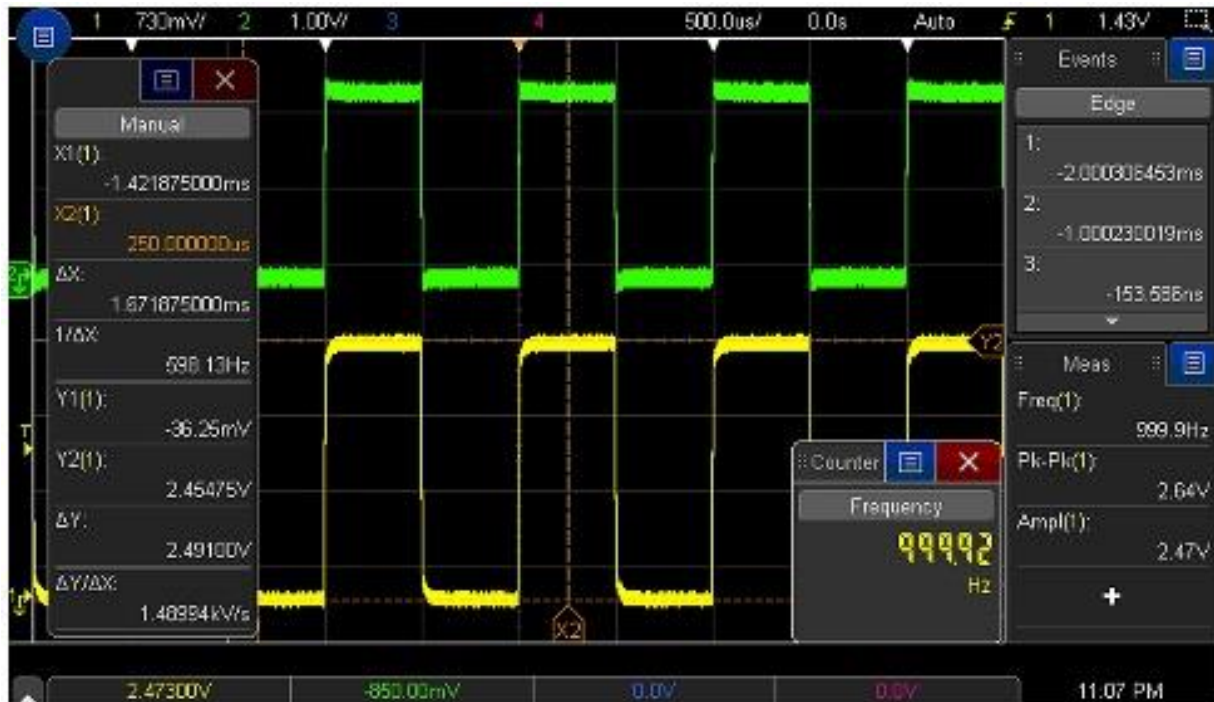 1 730mV/ 2 1.00V/ 3 4 500.0us/ 0.0s Auto 1 1.43V
Manual
X1(1):
-1.421875000ms
X2(1)
250.000000us
ΔX:
1.671875000ms
1/ΔX:
598.13Hz
Y1(1):
-36.25mV
Y2(1):
2.45475V
ΔY:
2.49100V
ΔY/ΔX:
1.48994kV/s
2
T
1
Y2
X2
Events
Edge
1:
-2.000306453ms
2:
-1.000230019ms
3:
-153.586ns
Meas
Freq(1):
999.9Hz
Pk-Pk(1):
2.64V
Ampl(1):
2.47V
+
Counter
Frequency
999.92
Hz
2.47300V -850.00mV 0.0V 0.0V 11:07 PM